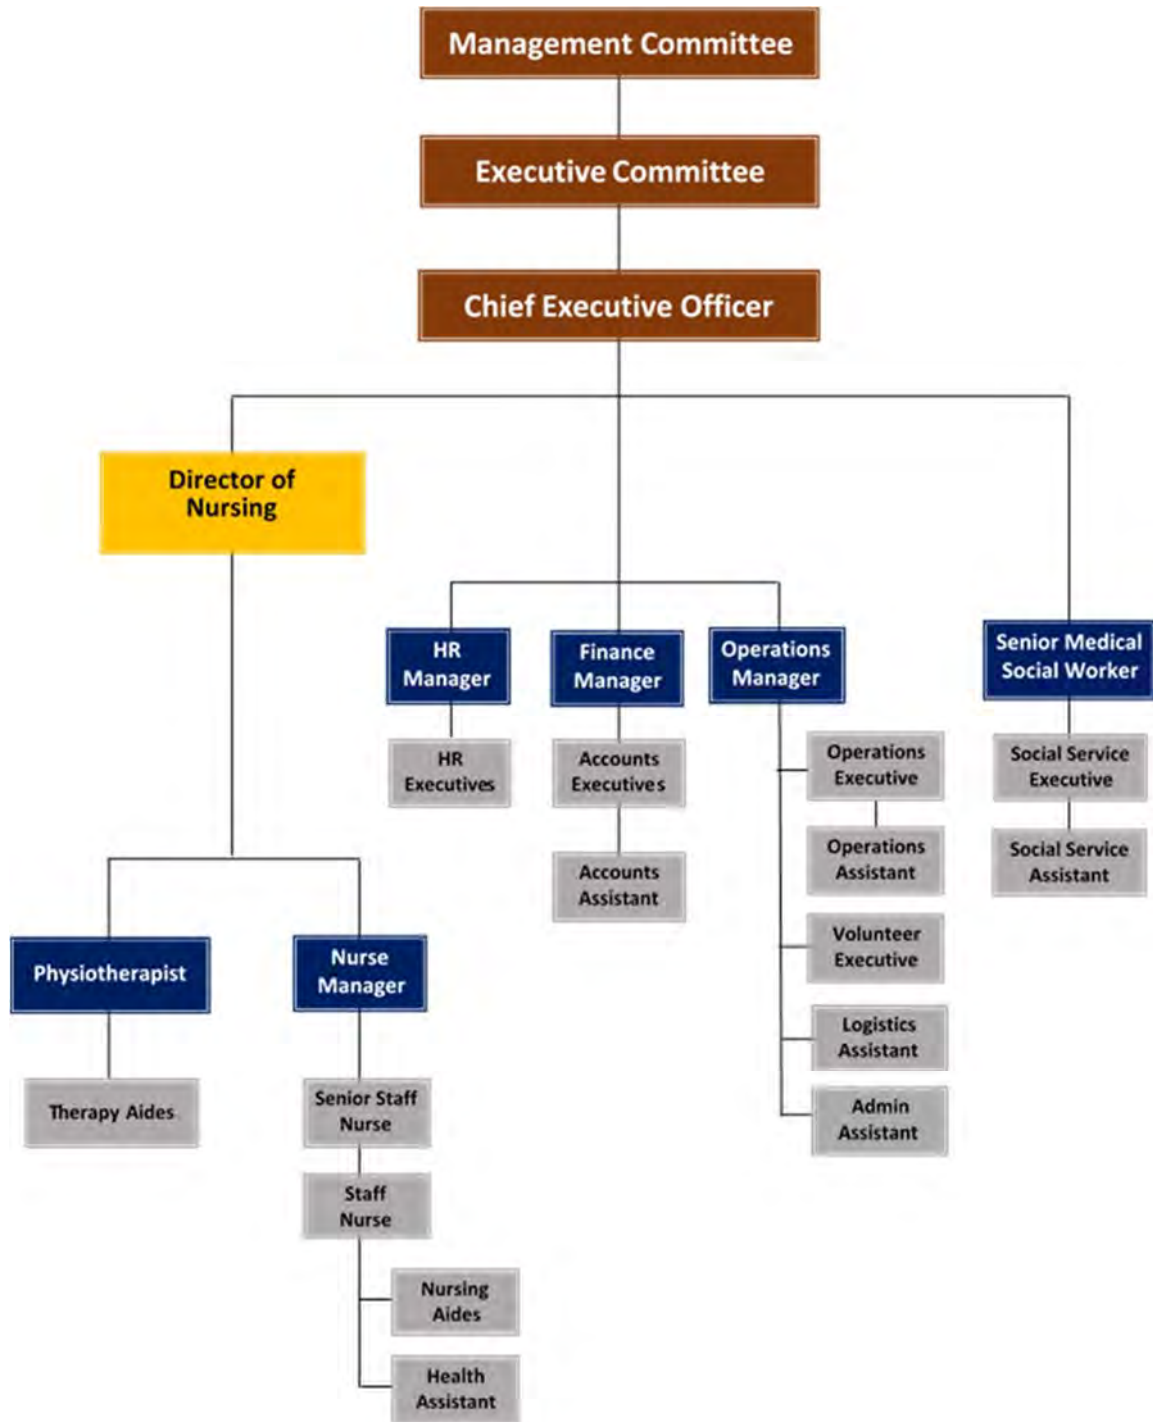 Management Committee
Executive Committee
Chief Executive Officer
Director of
Nursing
HR
Manager
Finance
Manager
Operations
Manager
Senior Medical
Social Worker
HR
Executives
Accounts
Executives
Operations
Executive
Social Service
Executive
Accounts
Assistant
Operations
Assistant
Social Service
Assistant
Volunteer
Executive
Logistics
Assistant
Admin
Assistant
Physiotherapist
Nurse
Manager
Therapy Aides
Senior Staff
Nurse
Staff
Nurse
Nursing
Aides
Health
Assistant